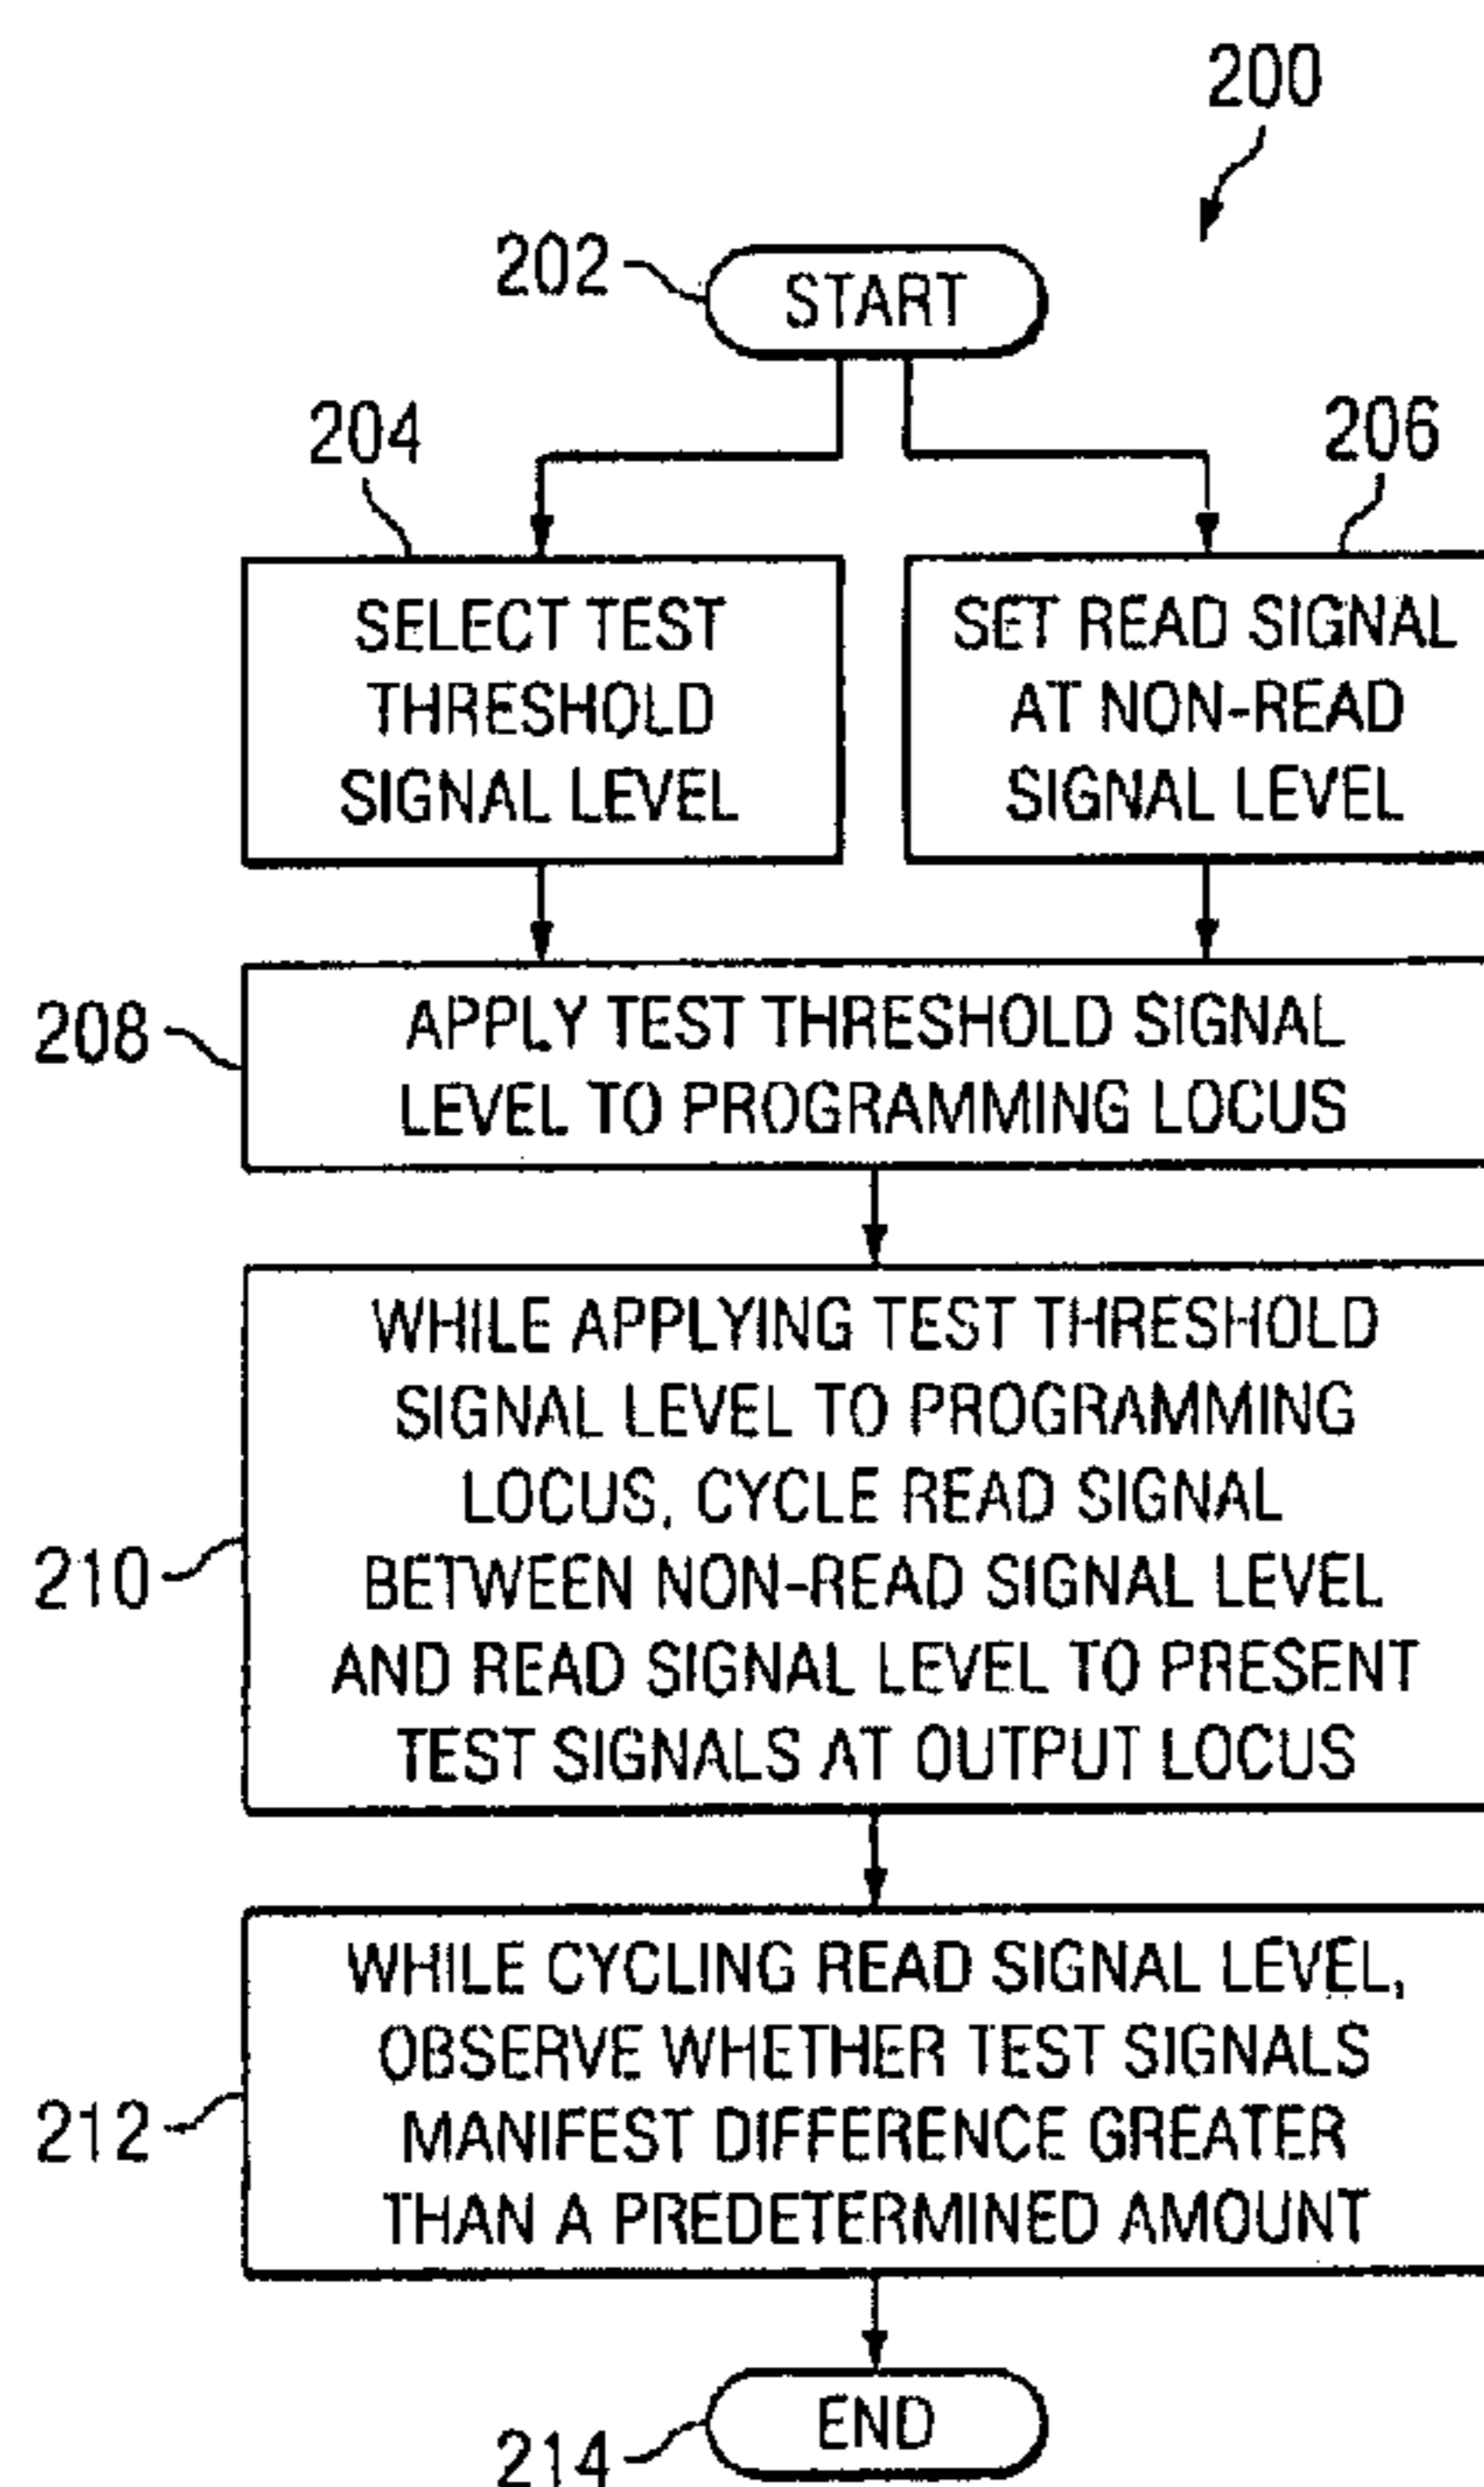 200
202
START
204
206
SELECT TEST
THRESHOLD
SIGNAL LEVEL
SET READ SIGNAL
AT NON-READ
SIGNAL LEVEL
208
APPLY TEST THRESHOLD SIGNAL
LEVEL TO PROGRAMMING LOCUS
WHILE APPLYING TEST THRESHOLD
SIGNAL LEVEL TO PROGRAMMING
LOCUS, CYCLE READ SIGNAL
210
BETWEEN NON-READ SIGNAL LEVEL
AND READ SIGNAL LEVEL TO PRESENT
TEST SIGNALS AT OUTPUT LOCUS
WHILE CYCLING READ SIGNAL LEVEL,
OBSERVE WHETHER TEST SIGNALS
212
MANIFEST DIFFERENCE GREATER
THAN A PREDETERMINED AMOUNT
END
214